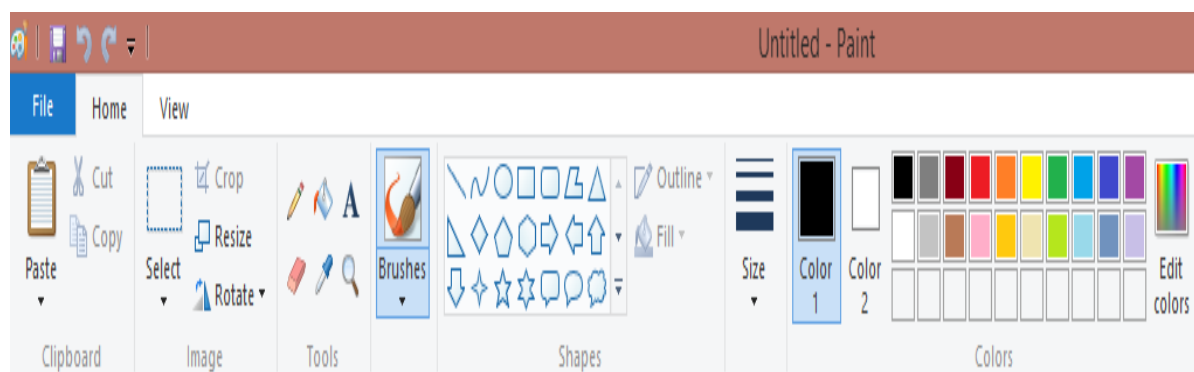 Untitled - Paint
File Home View
Paste
Cut
Copy
Clipboard
Select
Crop
Resize
Rotate
Image
A
Tools
Brushes
Outline
Fill
Shapes
Size
Color
1
Color
2
Edit
colors
Colors